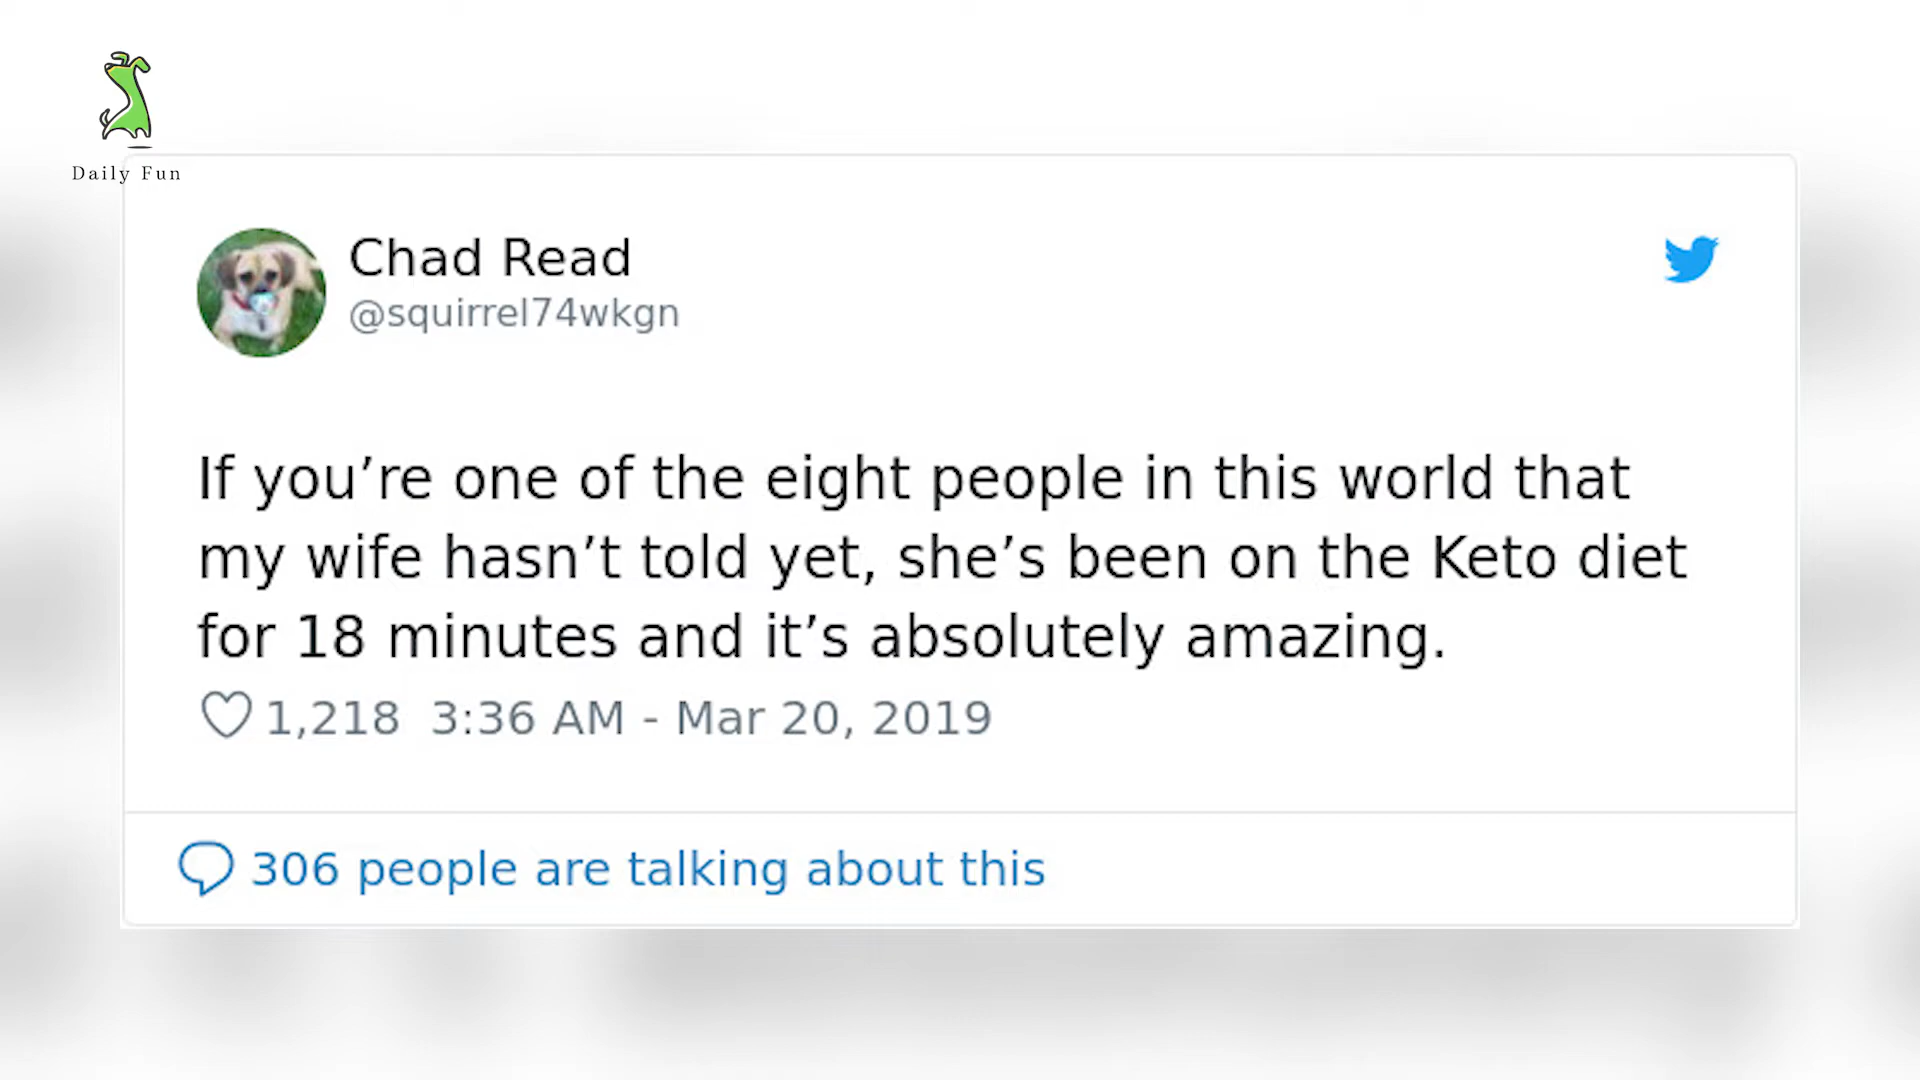 Daily Fun
Chad Read
@squirrel74wkgn
If you’re one of the eight people in this world that
my wife hasn’t told yet, she’s been on the Keto diet
for 18 minutes and it’s absolutely amazing.
1,218 3:36 AM - Mar 20, 2019
306 people are talking about this